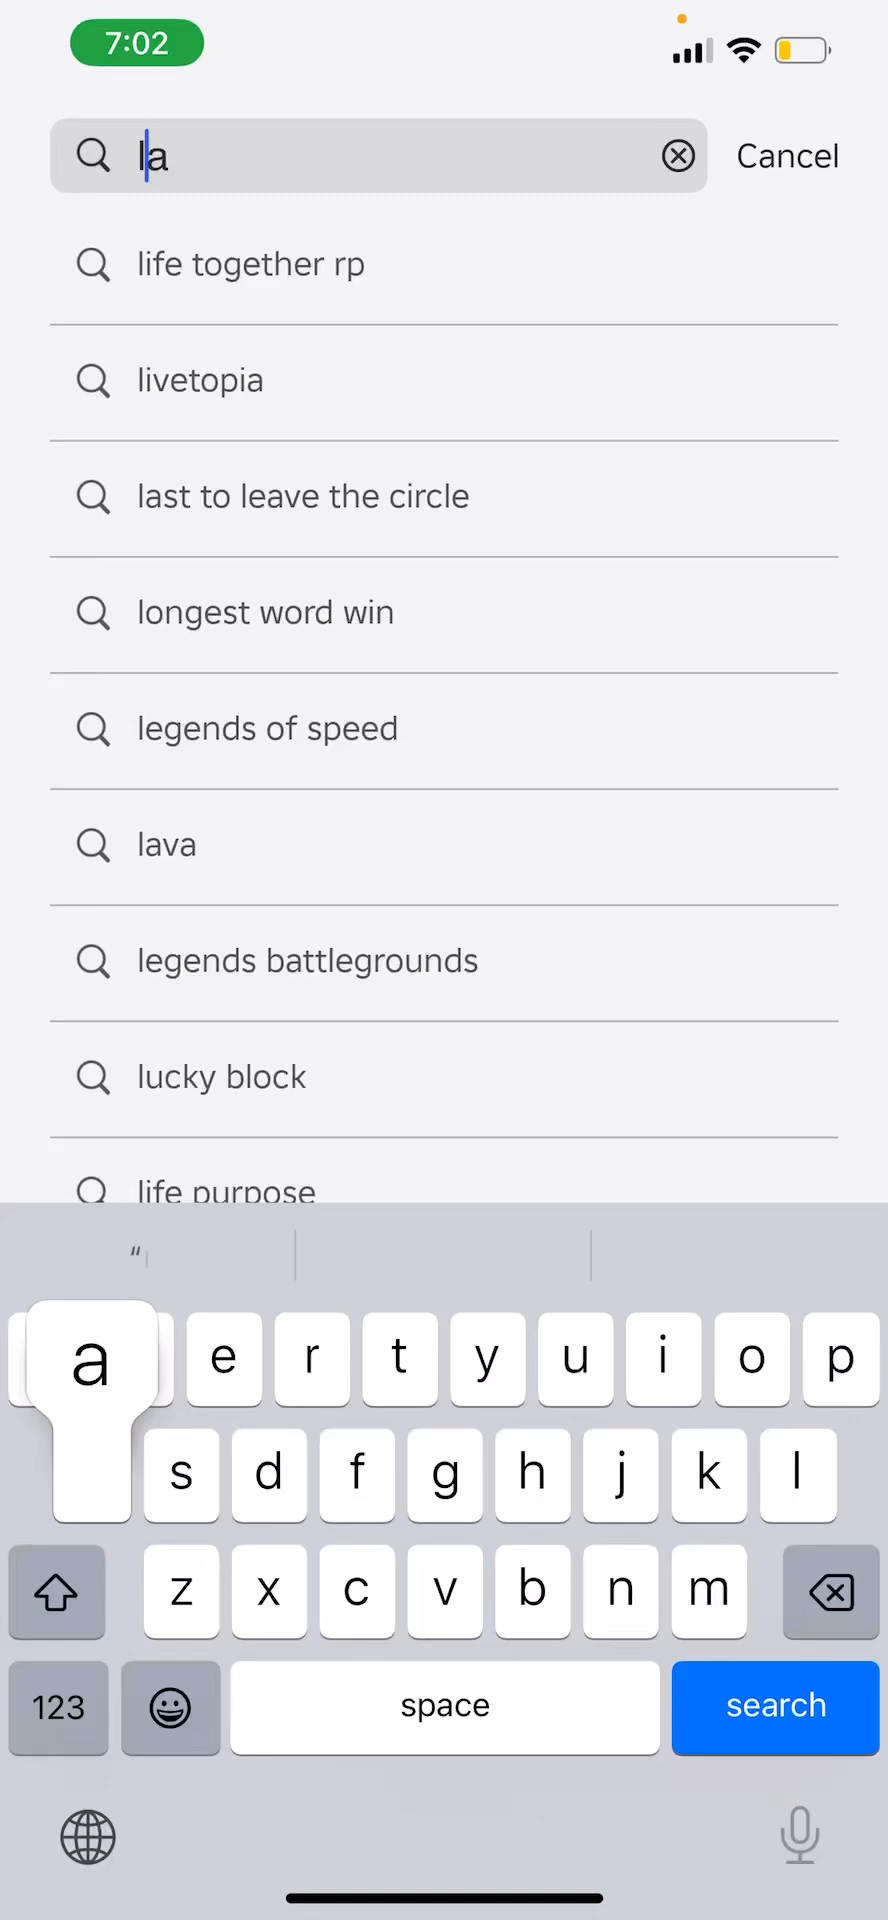 7:02
la
Cancel
life together rp
livetopia
last to leave the circle
longest word win
legends of speed
lava
legends battlegrounds
lucky block
life purpose
“
a e r t y u i o p
s d f g h j k l
z x c v b n m
123 space search